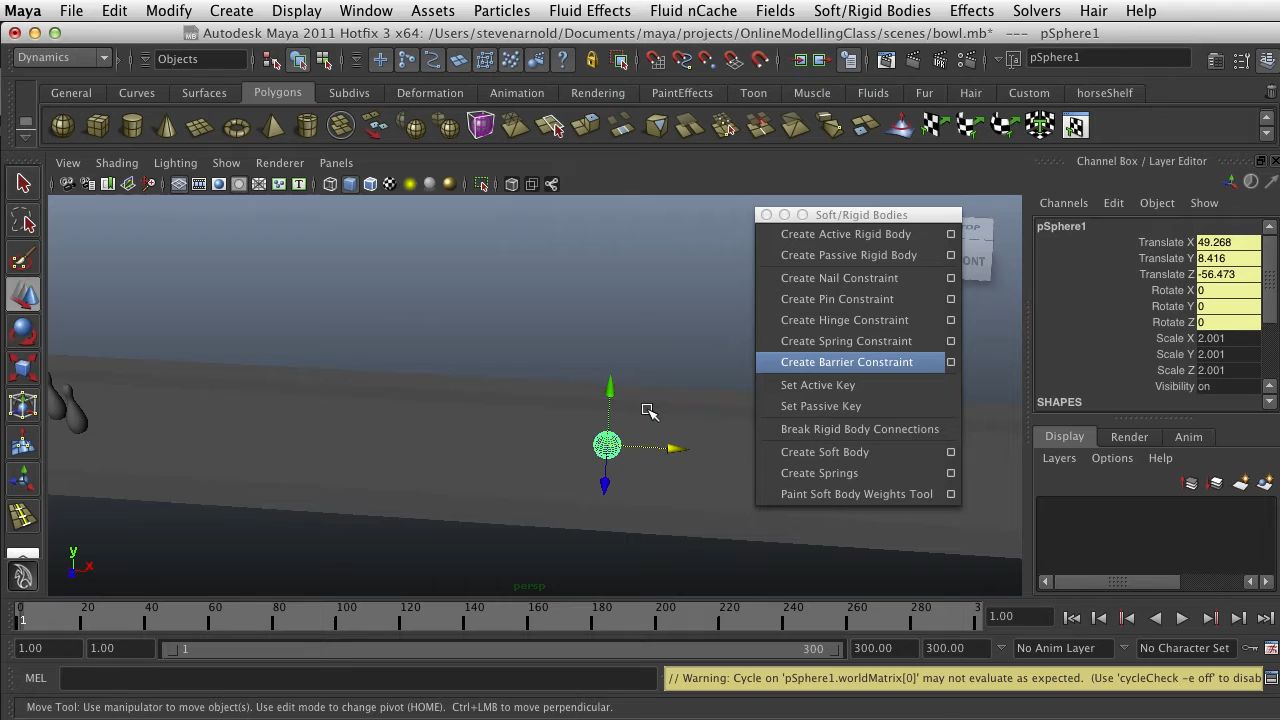 Maya File Edit Modify Create Display Window Assets Particles Fluid Effects Fluid nCache Fields Soft/Rigid Bodies Effects Solvers Hair Help
Autodesk Maya 2011 Hotfix 3 x64: /Users/stevenarnold/Documents/maya/projects/OnlineModellingClass/scenes/bowl.mb* --- pSphere1
Dynamics Objects pSphere1
General Curves Surfaces Polygons Subdivs Deformation Animation Rendering PaintEffects Toon Muscle Fluids Fur Hair Custom horseShelf
View Shading Lighting Show Renderer Panels
Channel Box / Layer Editor
Channels Edit Object Show
pSphere1
Translate X 49.268
Translate Y 8.416
Translate Z -56.473
Rotate X 0
Rotate Y 0
Rotate Z 0
Scale X 2.001
Scale Y 2.001
Scale Z 2.001
Visibility on
SHAPES
Display Render Anim
Layers Options Help
Soft/Rigid Bodies
Create Active Rigid Body
Create Passive Rigid Body
Create Nail Constraint
Create Pin Constraint
Create Hinge Constraint
Create Spring Constraint
Create Barrier Constraint
Set Active Key
Set Passive Key
Break Rigid Body Connections
Create Soft Body
Create Springs
Paint Soft Body Weights Tool
TOP
FRONT
y
x
persp
0 20 40 60 80 100 120 140 160 180 200 220 240 260 280 3
1 1.00
1.00 1.00 1 300 300.00 300.00 No Anim Layer No Character Set
MEL // Warning: Cycle on 'pSphere1.worldMatrix[0]' may not evaluate as expected. (Use 'cycleCheck -e off' to disab
Move Tool: Use manipulator to move object(s). Use edit mode to change pivot (HOME). Ctrl+LMB to move perpendicular.